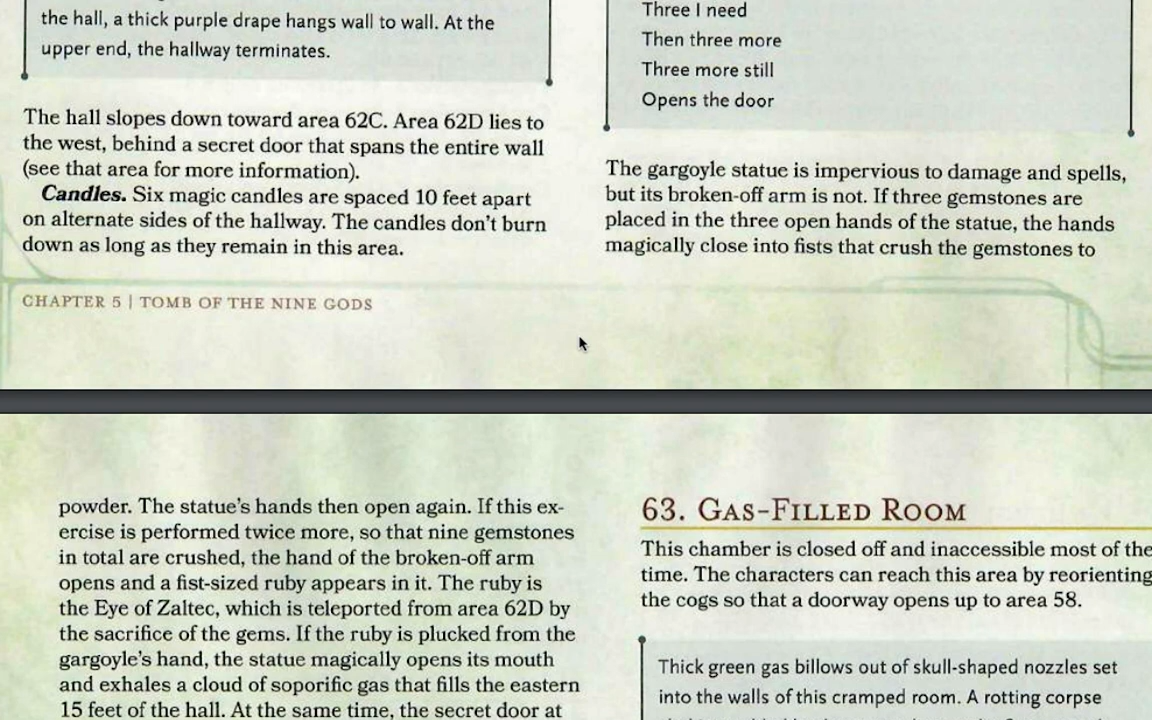 the hall, a thick purple drape hangs wall to wall. At the
upper end, the hallway terminates.
The hall slopes down toward area 62C. Area 62D lies to
the west, behind a secret door that spans the entire wall
(see that area for more information).
Candles. Six magic candles are spaced 10 feet apart
on alternate sides of the hallway. The candles don't burn
down as long as they remain in this area.
Three I need
Then three more
Three more still
Opens the door
The gargoyle statue is impervious to damage and spells,
but its broken-off arm is not. If three gemstones are
placed in the three open hands of the statue, the hands
magically close into fists that crush the gemstones to
CHAPTER 5 | TOMB OF THE NINE GODS
powder. The statue's hands then open again. If this ex-
ercise is performed twice more, so that nine gemstones
in total are crushed, the hand of the broken-off arm
opens and a fist-sized ruby appears in it. The ruby is
the Eye of Zaltec, which is teleported from area 62D by
the sacrifice of the gems. If the ruby is plucked from the
gargoyle's hand, the statue magically opens its mouth
and exhales a cloud of soporific gas that fills the eastern
15 feet of the hall. At the same time, the secret door at
63. GAS-FILLED ROOM
This chamber is closed off and inaccessible most of the
time. The characters can reach this area by reorienting
the cogs so that a doorway opens up to area 58.
Thick green gas billows out of skull-shaped nozzles set
into the walls of this cramped room. A rotting corpse